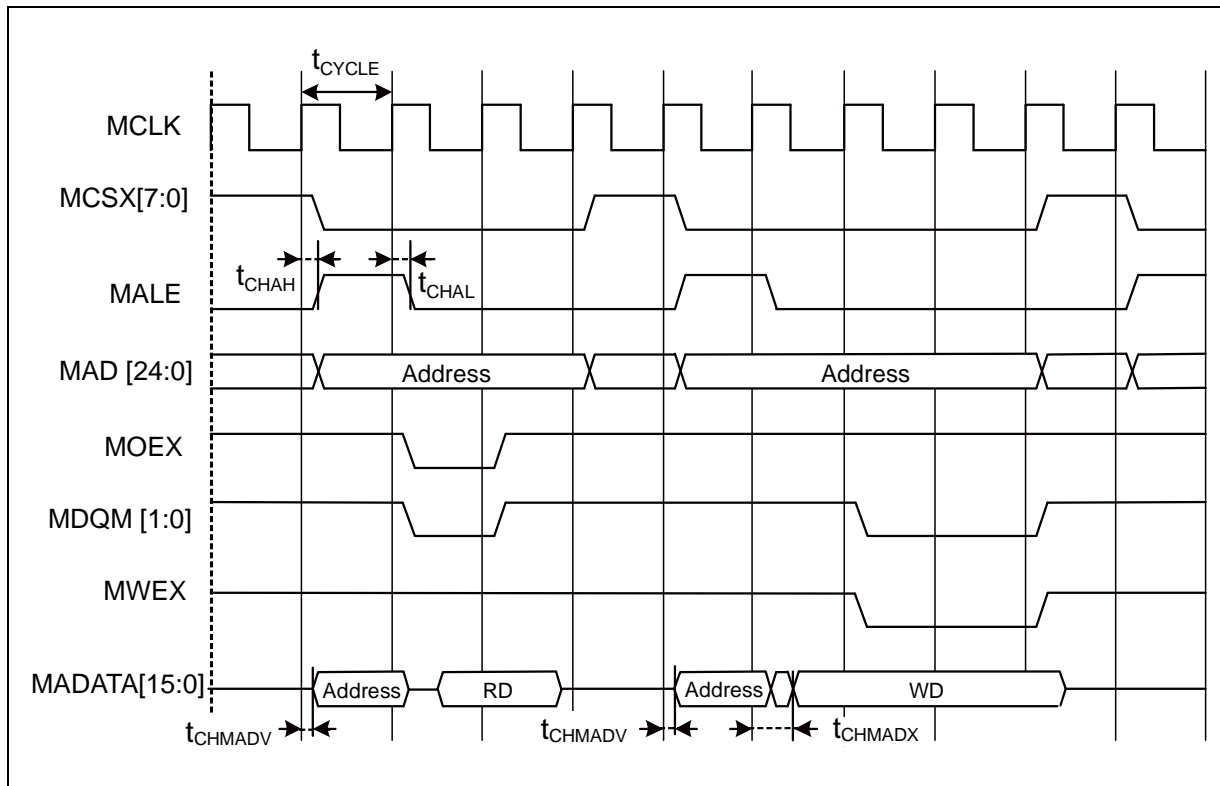 tCYCLE
MCLK
MCSX[7:0]
tCHAH
tCHAL
MALE
MAD [24:0]
Address
Address
MOEX
MDQM [1:0]
MWEX
MADATA[15:0]
Address
RD
Address
WD
tCHMADV
tCHMADV
tCHMADX